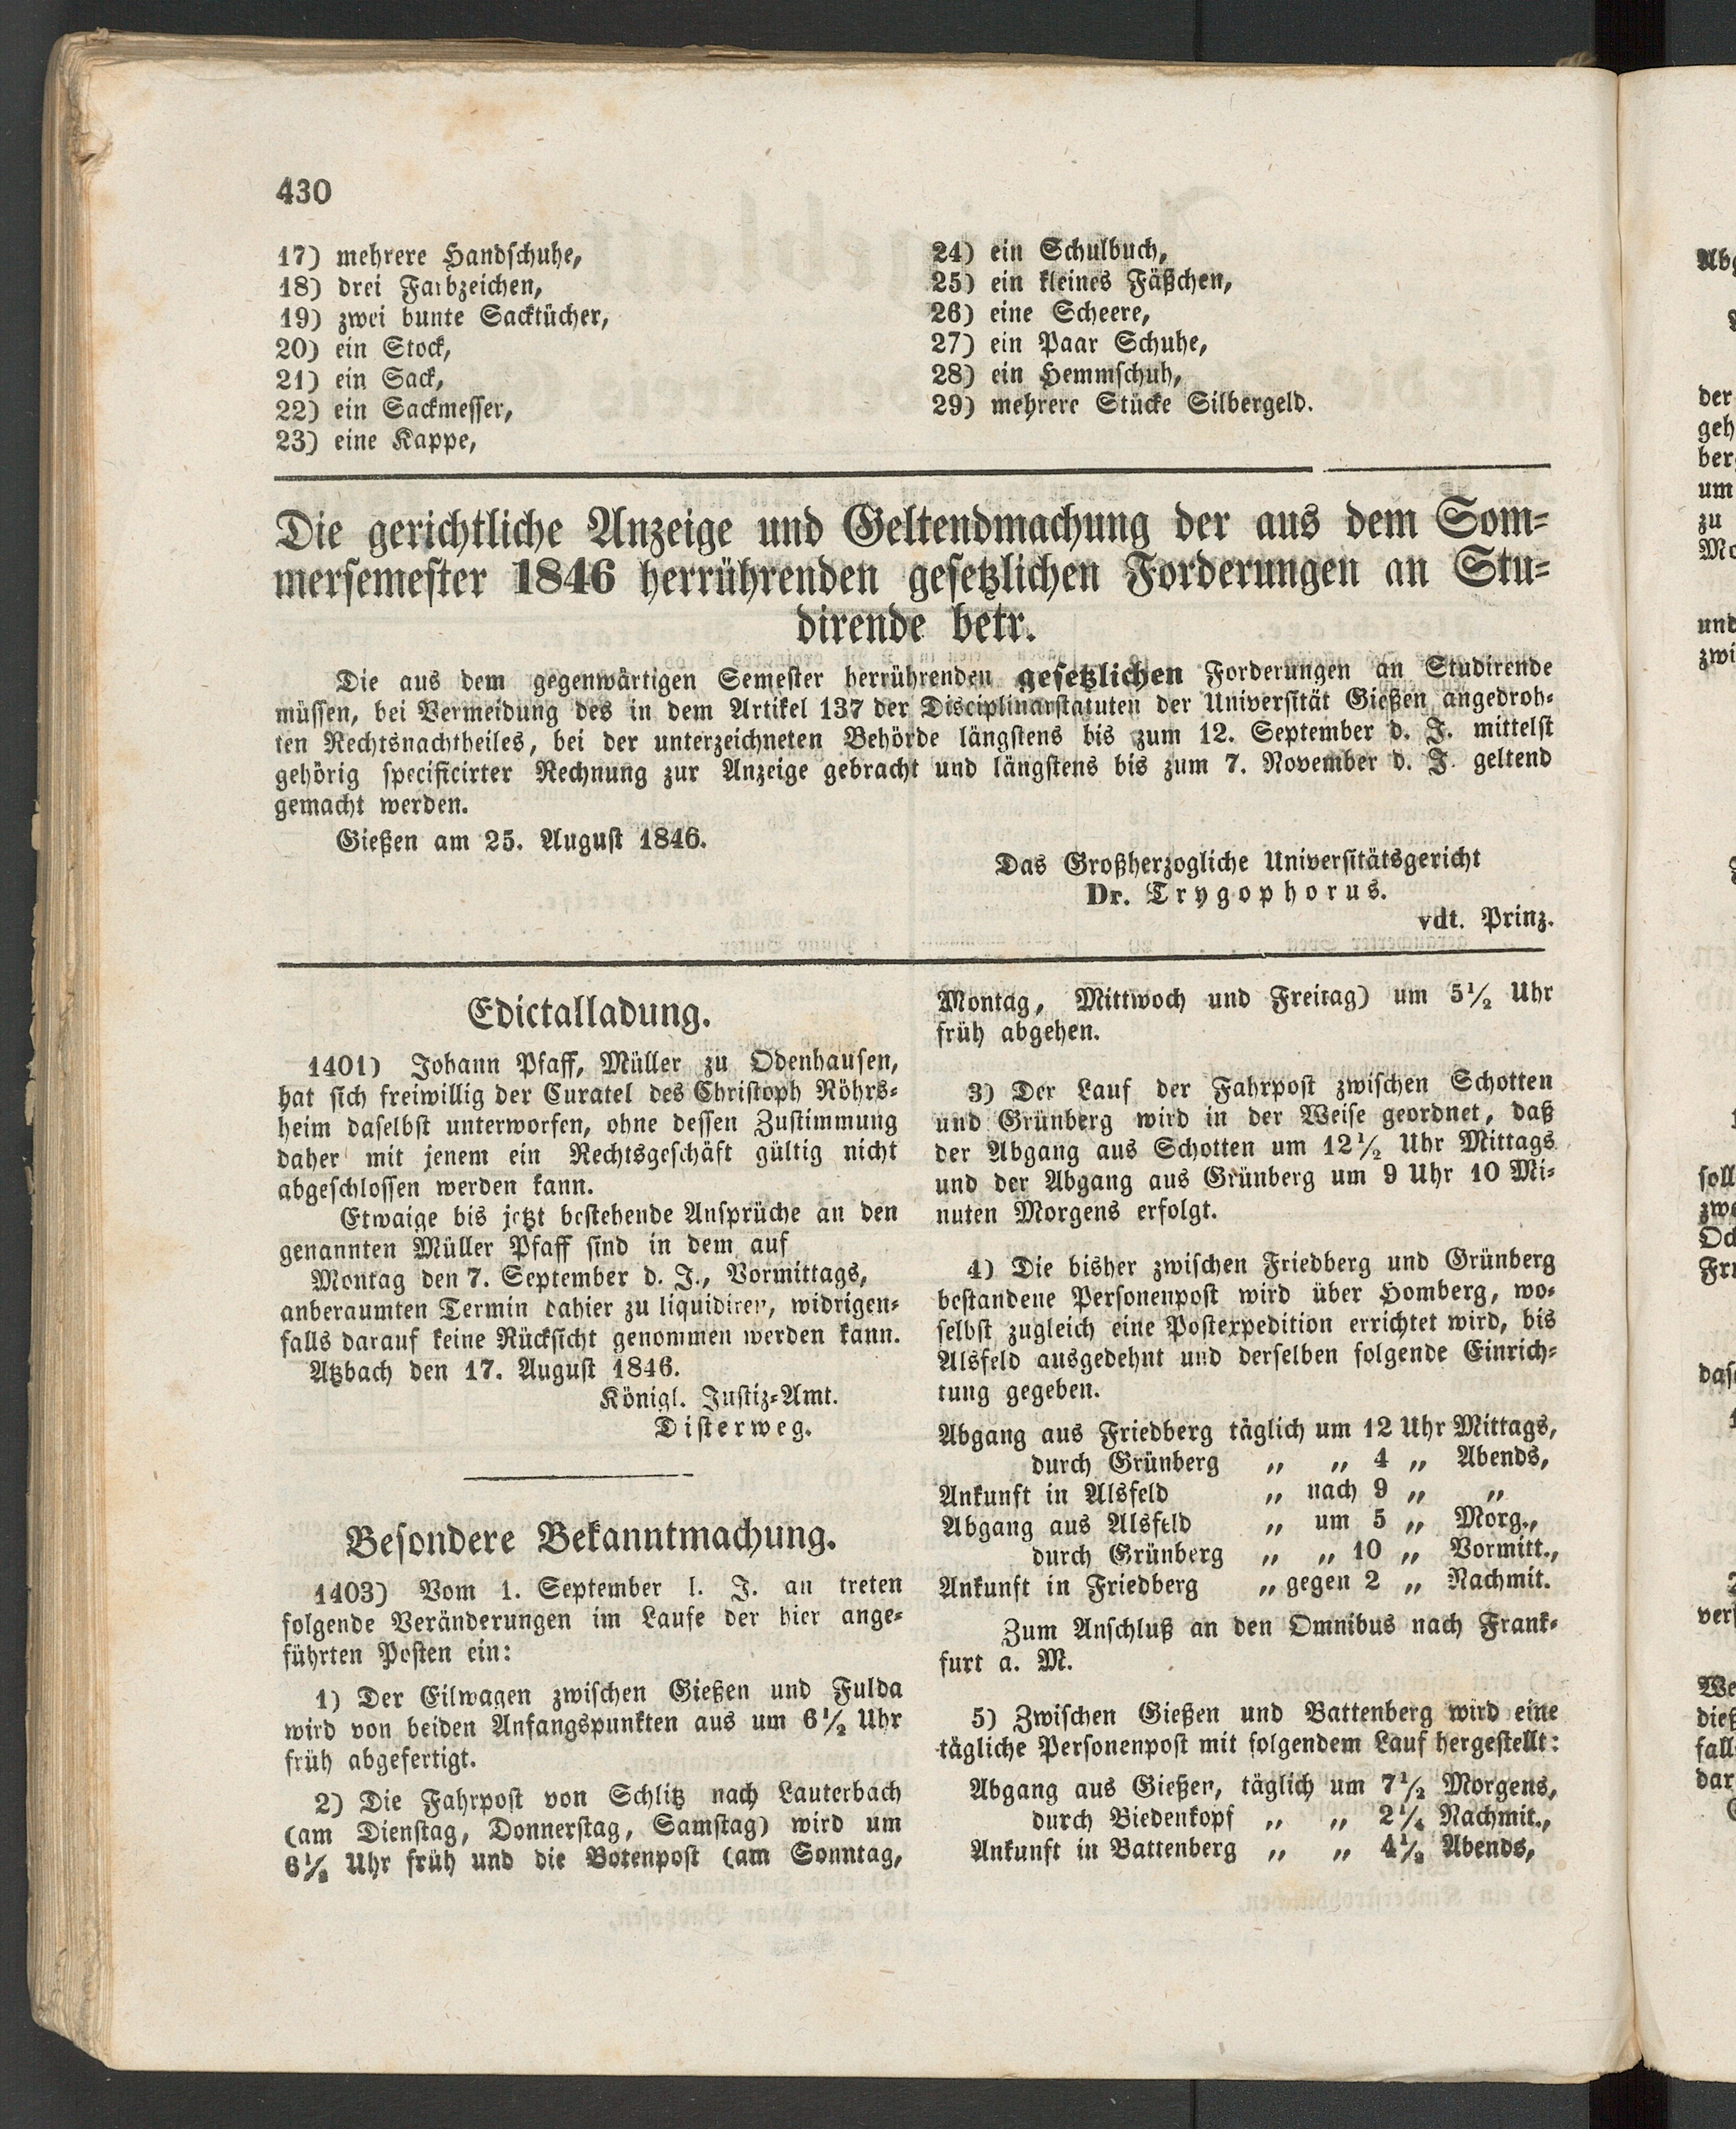 430
17) mehrere Handschuhe,
18) drei Farbzeichen,
19) zwei bunte Sacktücher,
20) ein Stock,
21) ein Sack,
22) ein Sackmesser,
23) eine Kappe,
24) ein Schulbuch,
25) ein kleines Fäßchen,
26) eine Scheere,
27) ein Paar Schuhe,
28) ein Hemmschuh,
29) mehrere Stücke Silbergeld.
Die gerichtliche Anzeige und Geltendmachung der aus dem Som-
mersemester 1846 herrührenden gesetzlichen Forderungen an Stu-
dirende betr.
Die aus dem gegenwärtigen Semester herrührenden gesetzlichen Forderungen an Studirende
müssen, bei Vermeidung des in dem Artikel 137 der Disciplinarstatuten der Universität Gießen angedroh-
ten Rechtsnachtheiles, bei der unterzeichneten Behörde längstens bis zum 12. September d. J. mittelst
gehörig specificirter Rechnung zur Anzeige gebracht und längstens bis zum 7. November d. J. geltend
gemacht werden.
Gießen am 25. August 1846.
Das Großherzogliche Universitätsgericht
Dr. Trygophorus.
vdt. Prinz.
Edictalladung.
1401) Johann Pfaff, Müller zu Odenhausen,
hat sich freiwillig der Curatel des Christoph Röhrs-
heim daselbst unterworfen, ohne dessen Zustimmung
daher mit jenem ein Rechtsgeschäft gültig nicht
abgeschlossen werden kann.
Etwaige bis jetzt bestehende Ansprüche an den
genannten Müller Pfaff sind in dem auf
Montag den 7. September d. J., Vormittags,
anberaumten Termin dahier zu liquidiren, widrigen-
falls darauf keine Rücksicht genommen werden kann.
Atzbach den 17. August 1846.
Königl. Justiz-Amt.
Disterweg.
Besondere Bekanntmachung.
1403) Vom 1. September l. J. an treten
folgende Veränderungen im Laufe der hier ange-
führten Posten ein:
1) Der Eilwagen zwischen Gießen und Fulda
wird von beiden Anfangspunkten aus um 6½ Uhr
früh abgefertigt.
2) Die Fahrpost von Schlitz nach Lauterbach
(am Dienstag, Donnerstag, Samstag) wird um
6½ Uhr früh und die Botenpost (am Sonntag,
Montag, Mittwoch und Freitag) um 5½ Uhr
früh abgehen.
3) Der Lauf der Fahrpost zwischen Schotten
und Grünberg wird in der Weise geordnet, daß
der Abgang aus Schotten um 12½ Uhr Mittags
und der Abgang aus Grünberg um 9 Uhr 10 Mi-
nuten Morgens erfolgt.
4) Die bisher zwischen Friedberg und Grünberg
bestandene Personenpost wird über Homberg, wo-
selbst zugleich eine Postexpedition errichtet wird, bis
Alsfeld ausgedehnt und derselben folgende Einrich-
tung gegeben.
Abgang aus Friedberg täglich um 12 Uhr Mittags,
durch Grünberg „ „ 4 „ Abends,
Ankunft in Alsfeld „ nach 9 „ „
Abgang aus Alsfeld „ um 5 „ Morg.,
durch Grünberg „ „ 10 „ Vormitt.,
Ankunft in Friedberg „ gegen 2 „ Nachmit.
Zum Anschluß an den Omnibus nach Frank-
furt a. M.
5) Zwischen Gießen und Battenberg wird eine
tägliche Personenpost mit folgendem Lauf hergestellt:
Abgang aus Gießen, täglich um 7½ Morgens,
durch Biedenkopf „ „ 2¼ Nachmit.,
Ankunft in Battenberg „ „ 4½ Abends,
der
um
zu
und